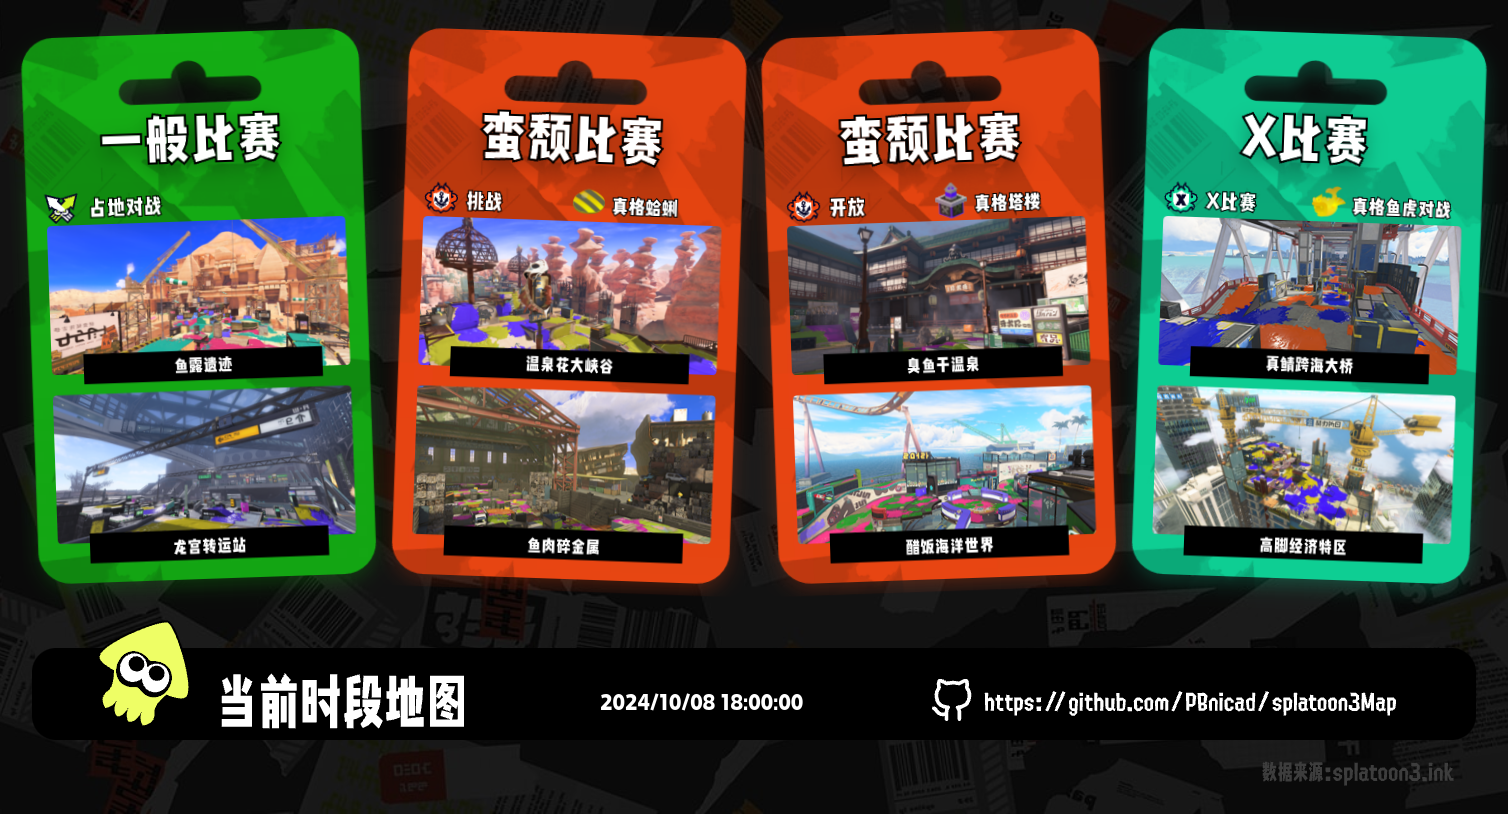 一般比赛
占地对战
鱼露遗迹
龙宫转运站
蛮颓比赛
挑战
真格蛤蜊
温泉花大峡谷
鱼肉碎金属
蛮颓比赛
开放
真格塔楼
臭鱼干温泉
醋饭海洋世界
X比赛
X比赛
真格鱼虎对战
真鲭跨海大桥
高脚经济特区
当前时段地图
2024/10/08 18:00:00
https://github.com/PBnicad/splatoon3Map
数据来源:splatoon3.ink